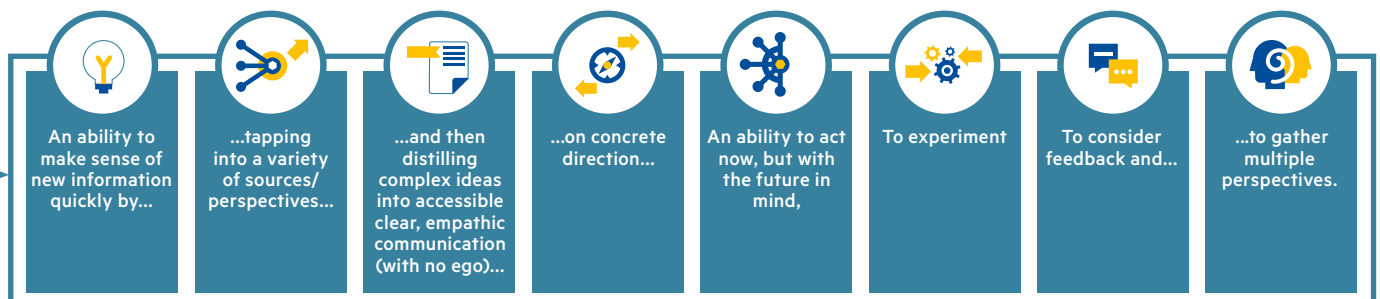 An ability to
make sense of
new information
quickly by...
...tapping
into a variety
of sources/
perspectives...
...and then
distilling
complex ideas
into accessible
clear, empathic
communication
(with no ego)...
...on concrete
direction...
An ability to act
now, but with
the future in
mind,
To experiment
To consider
feedback and...
...to gather
multiple
perspectives.